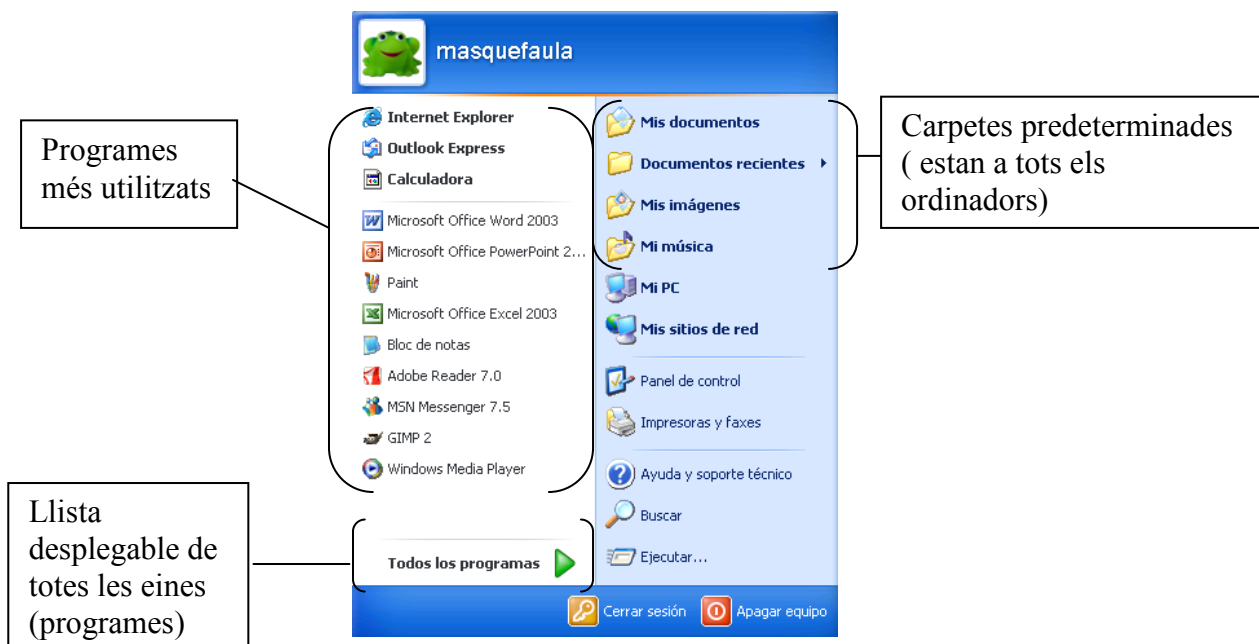 masquefaula
Programes
més utilitzats
Internet Explorer
Outlook Express
Calculadora
Microsoft Office Word 2003
Microsoft Office PowerPoint 2...
Paint
Microsoft Office Excel 2003
Bloc de notas
Adobe Reader 7.0
MSN Messenger 7.5
GIMP 2
Windows Media Player
Mis documentos
Documentos recientes
Mis imágenes
Mi música
Mi PC
Mis sitios de red
Panel de control
Impresoras y faxes
Ayuda y soporte técnico
Buscar
Ejecutar...
Carpetes predeterminades
( estan a tots els
ordinadors)
Llista
desplegable de
totes les eines
(programes)
Todos los programas
Cerrar sesión
Apagar equipo